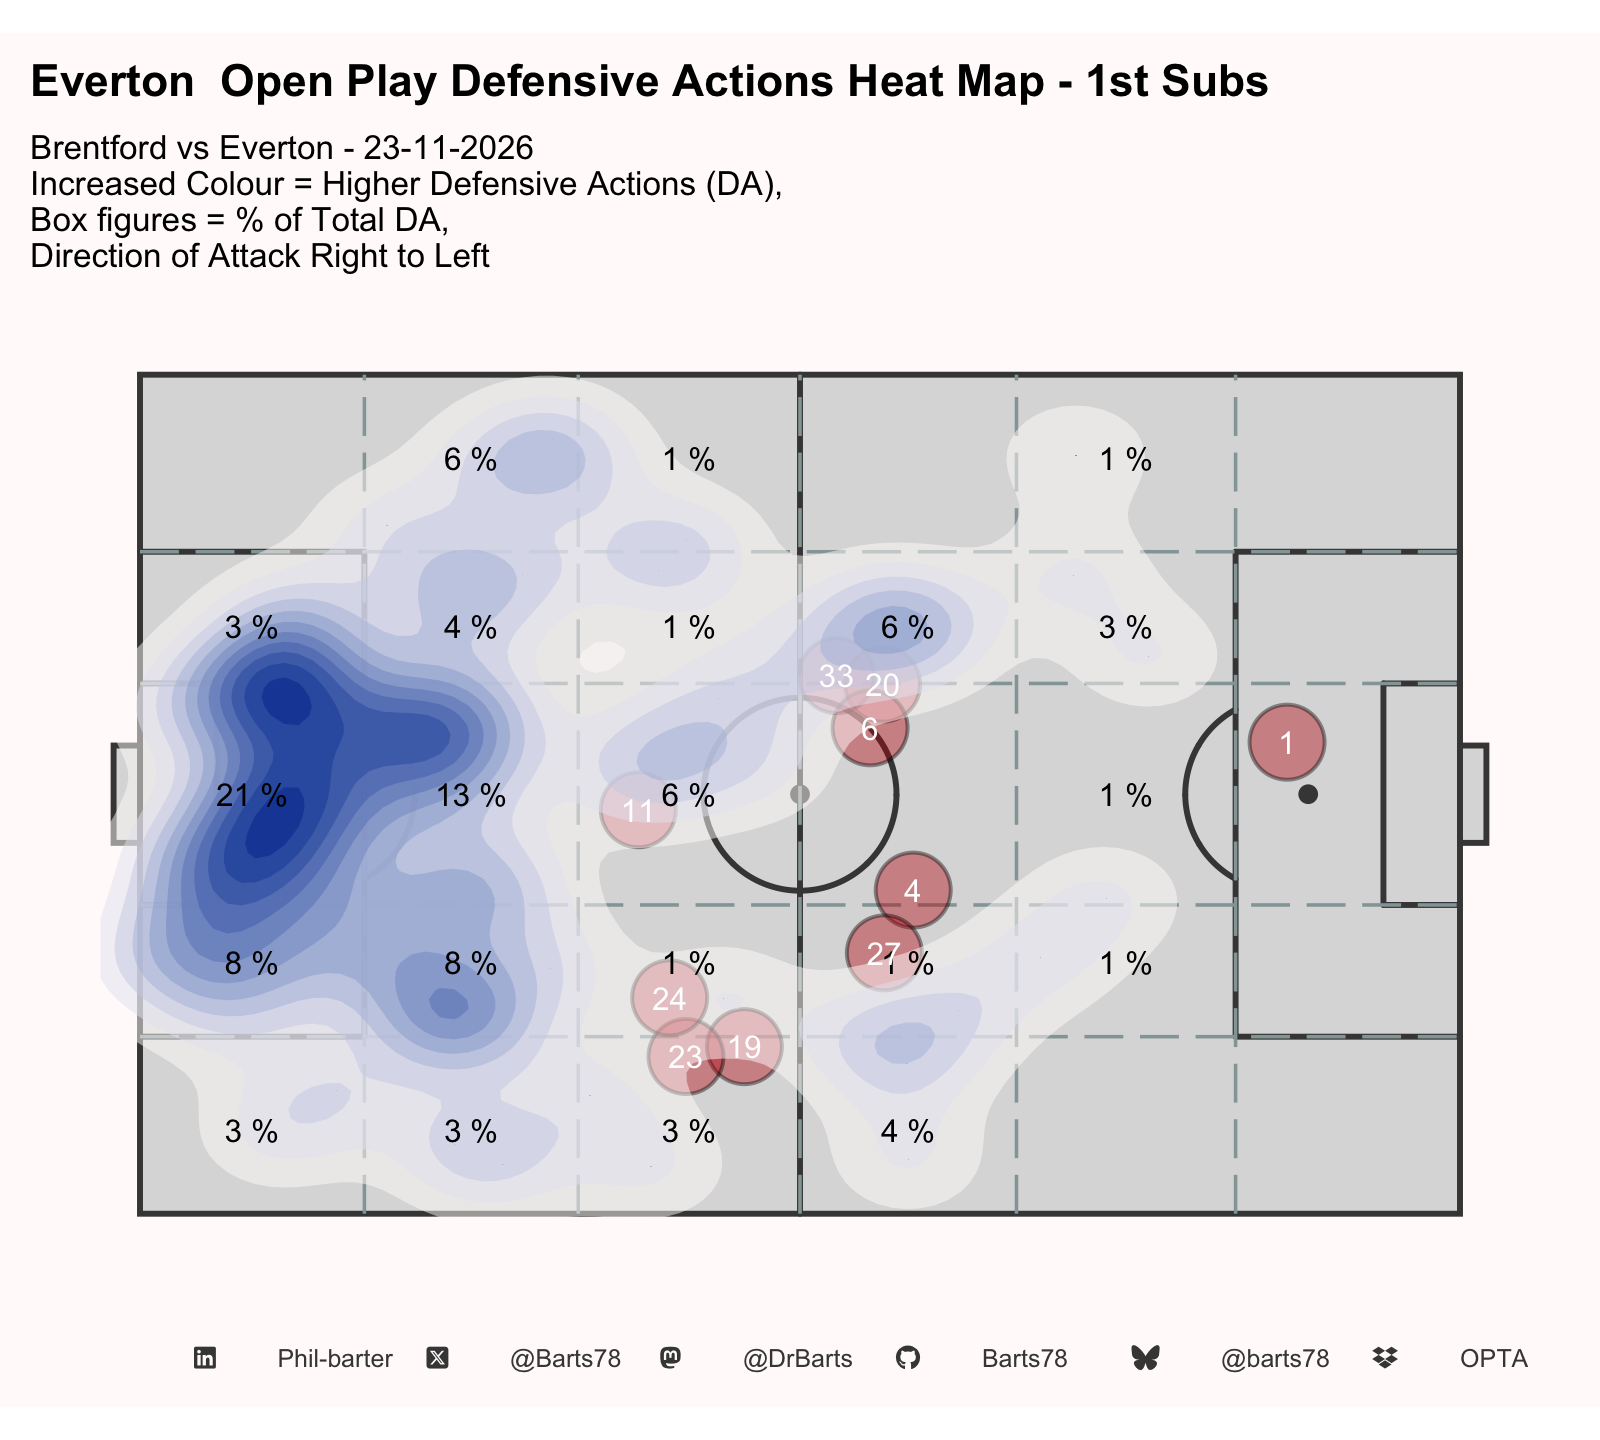 Everton  Open Play Defensive Actions Heat Map - 1st Subs
Brentford vs Everton - 23-11-2026
Increased Colour = Higher Defensive Actions (DA),
Box figures = % of Total DA,
Direction of Attack Right to Left
6 % 1 % 1 %
3 % 4 % 1 % 6 % 3 %
33 20
6 1
21 % 13 % 6 % 1 %
11
4
27
8 % 8 % 1 % 1 % 1 %
24
23 19
3 % 3 % 3 % 4 %
Phil-barter @Barts78 @DrBarts Barts78 @barts78 OPTA